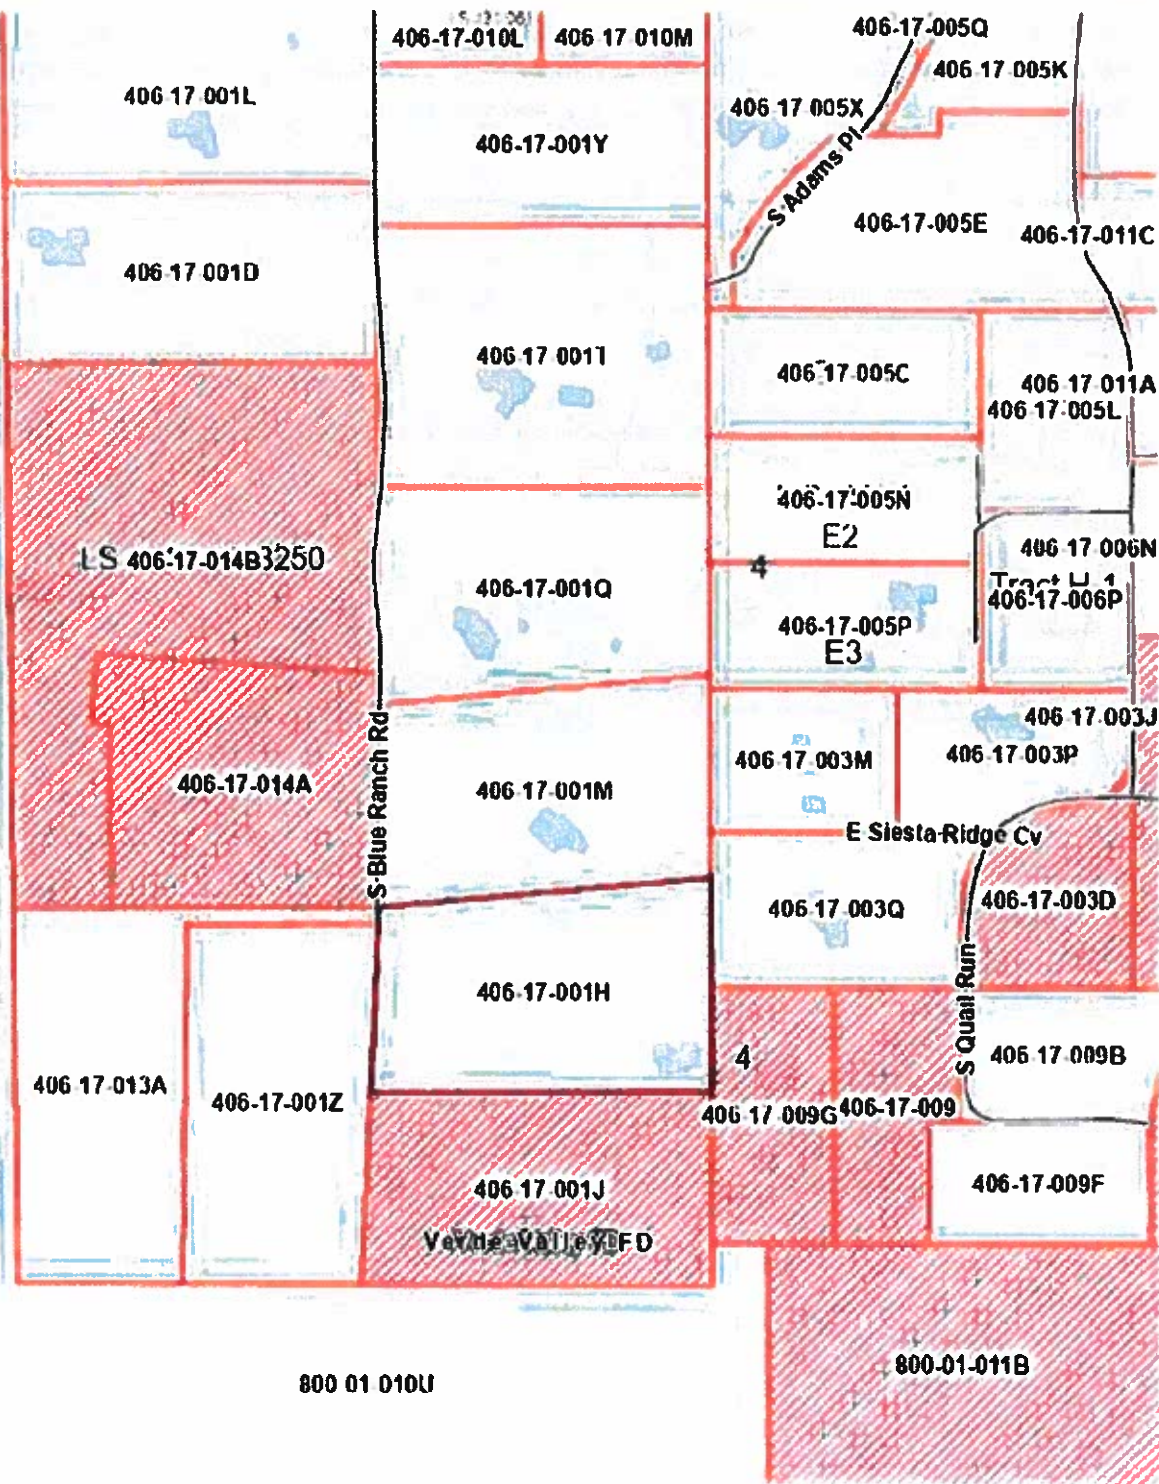 406-17-010L
406 17 010M
406-17-005Q
406 17 005K
406 17 001L
406 17 005X
406-17-001Y
S Adams Pl
406-17-005E
406-17-011C
406 17 001D
406 17 001T
406 17 005C
406 17 011A
406 17 005L
406-17-005N
E2
LS 406-17-014B 3250
4
406 17 006N
Tract U 1
406-17-006P
406-17-001Q
406-17-005P
E3
406 17 003J
406 17 003M
406 17 003P
406-17-014A
S Blue Ranch Rd
406 17 001M
E Siesta Ridge Cv
406 17 003Q
406-17-003D
406-17-001H
S Quail Run
4
406 17 009B
406 17-013A
406-17-001Z
406 17 009G
406-17-009
406 17 001J
406-17-009F
Verde Valley FD
800 01 010U
800-01-011B